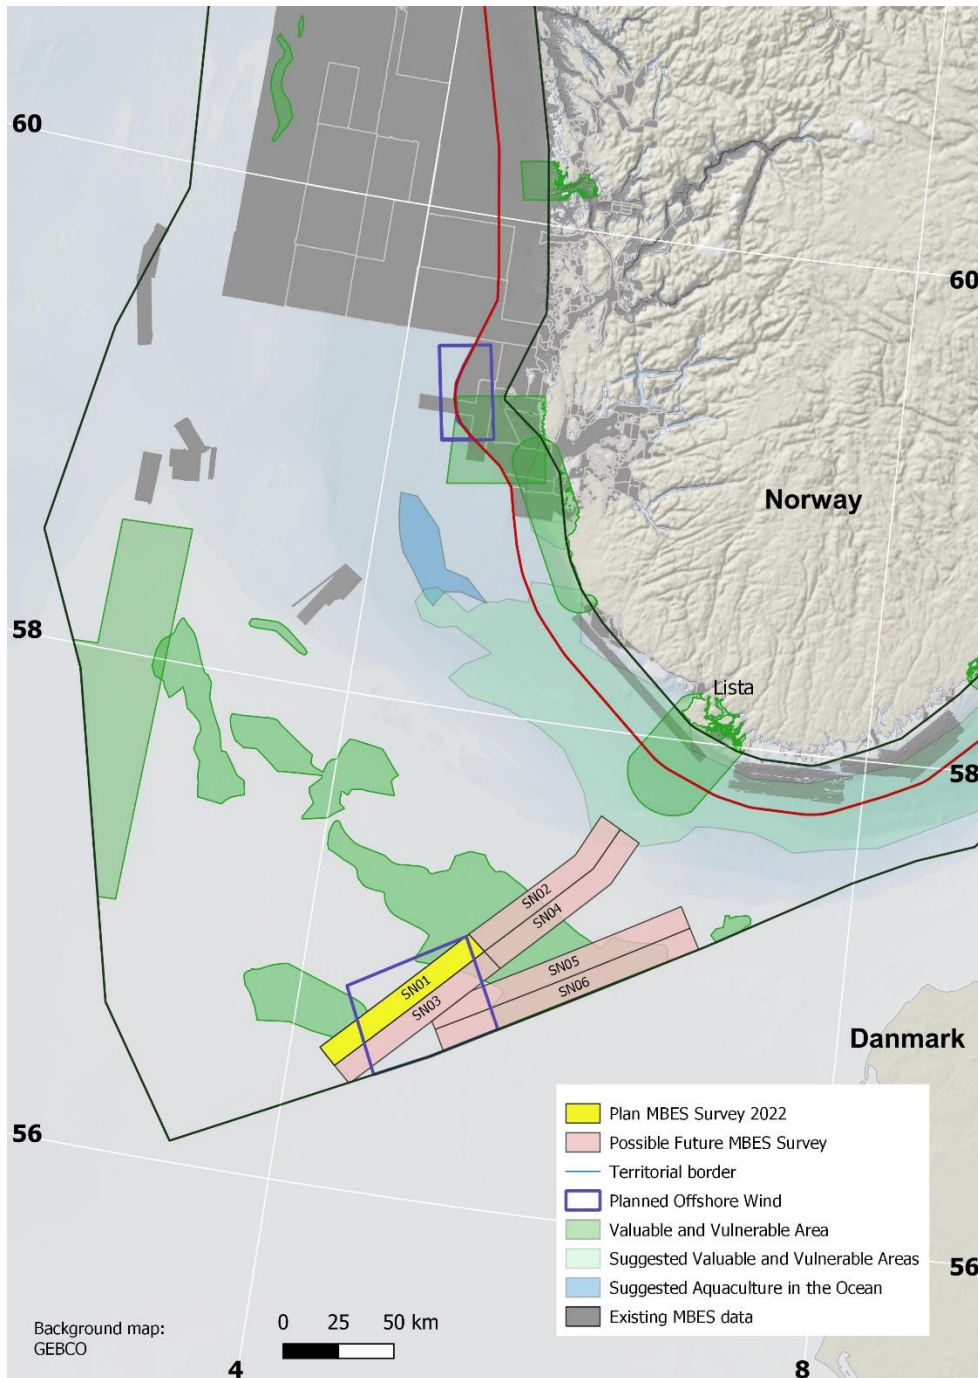 60
60
Norway
58
Lista
58
SN02
SN04
SN01
SN03
SN05
SN06
Danmark
56
56
Plan MBES Survey 2022
Possible Future MBES Survey
Territorial border
Planned Offshore Wind
Valuable and Vulnerable Area
Suggested Valuable and Vulnerable Areas
Suggested Aquaculture in the Ocean
Existing MBES data
Background map:
GEBCO
0 25 50 km
4
8